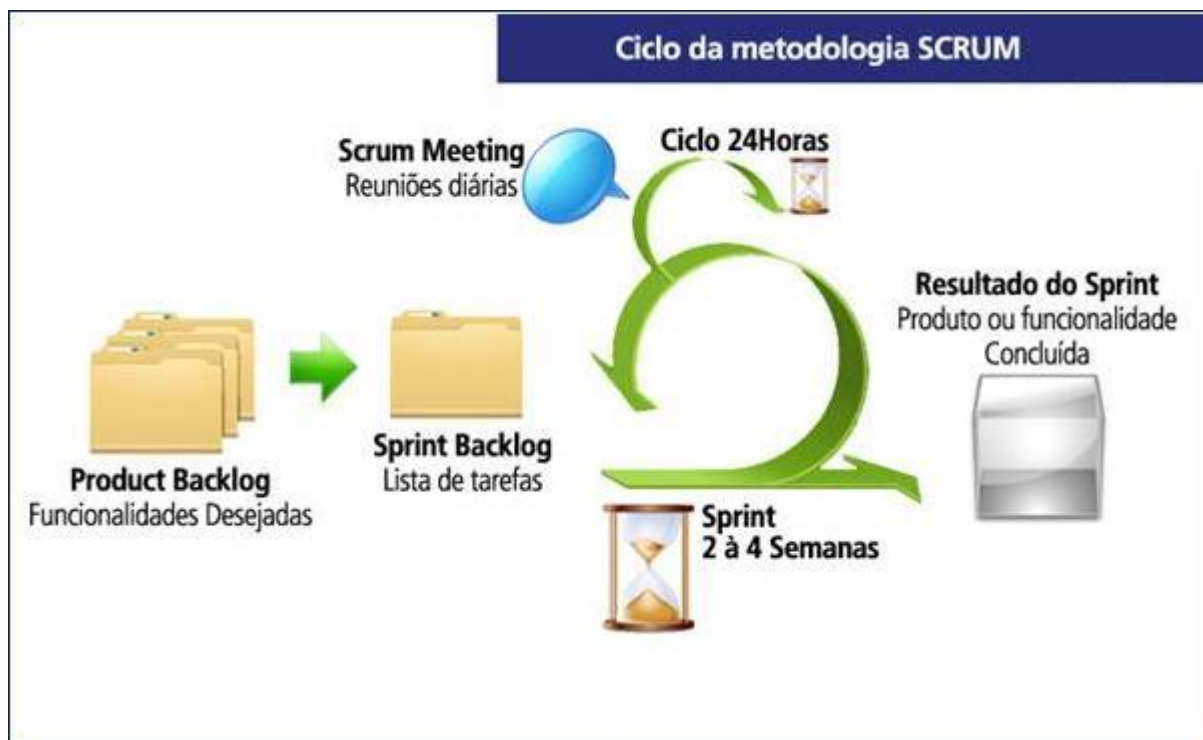 Ciclo da metodologia SCRUM
Scrum Meeting
Reuniões diárias
Ciclo 24Horas
Product Backlog
Funcionalidades Desejadas
Sprint Backlog
Lista de tarefas
Sprint
2 à 4 Semanas
Resultado do Sprint
Produto ou funcionalidade
Concluída